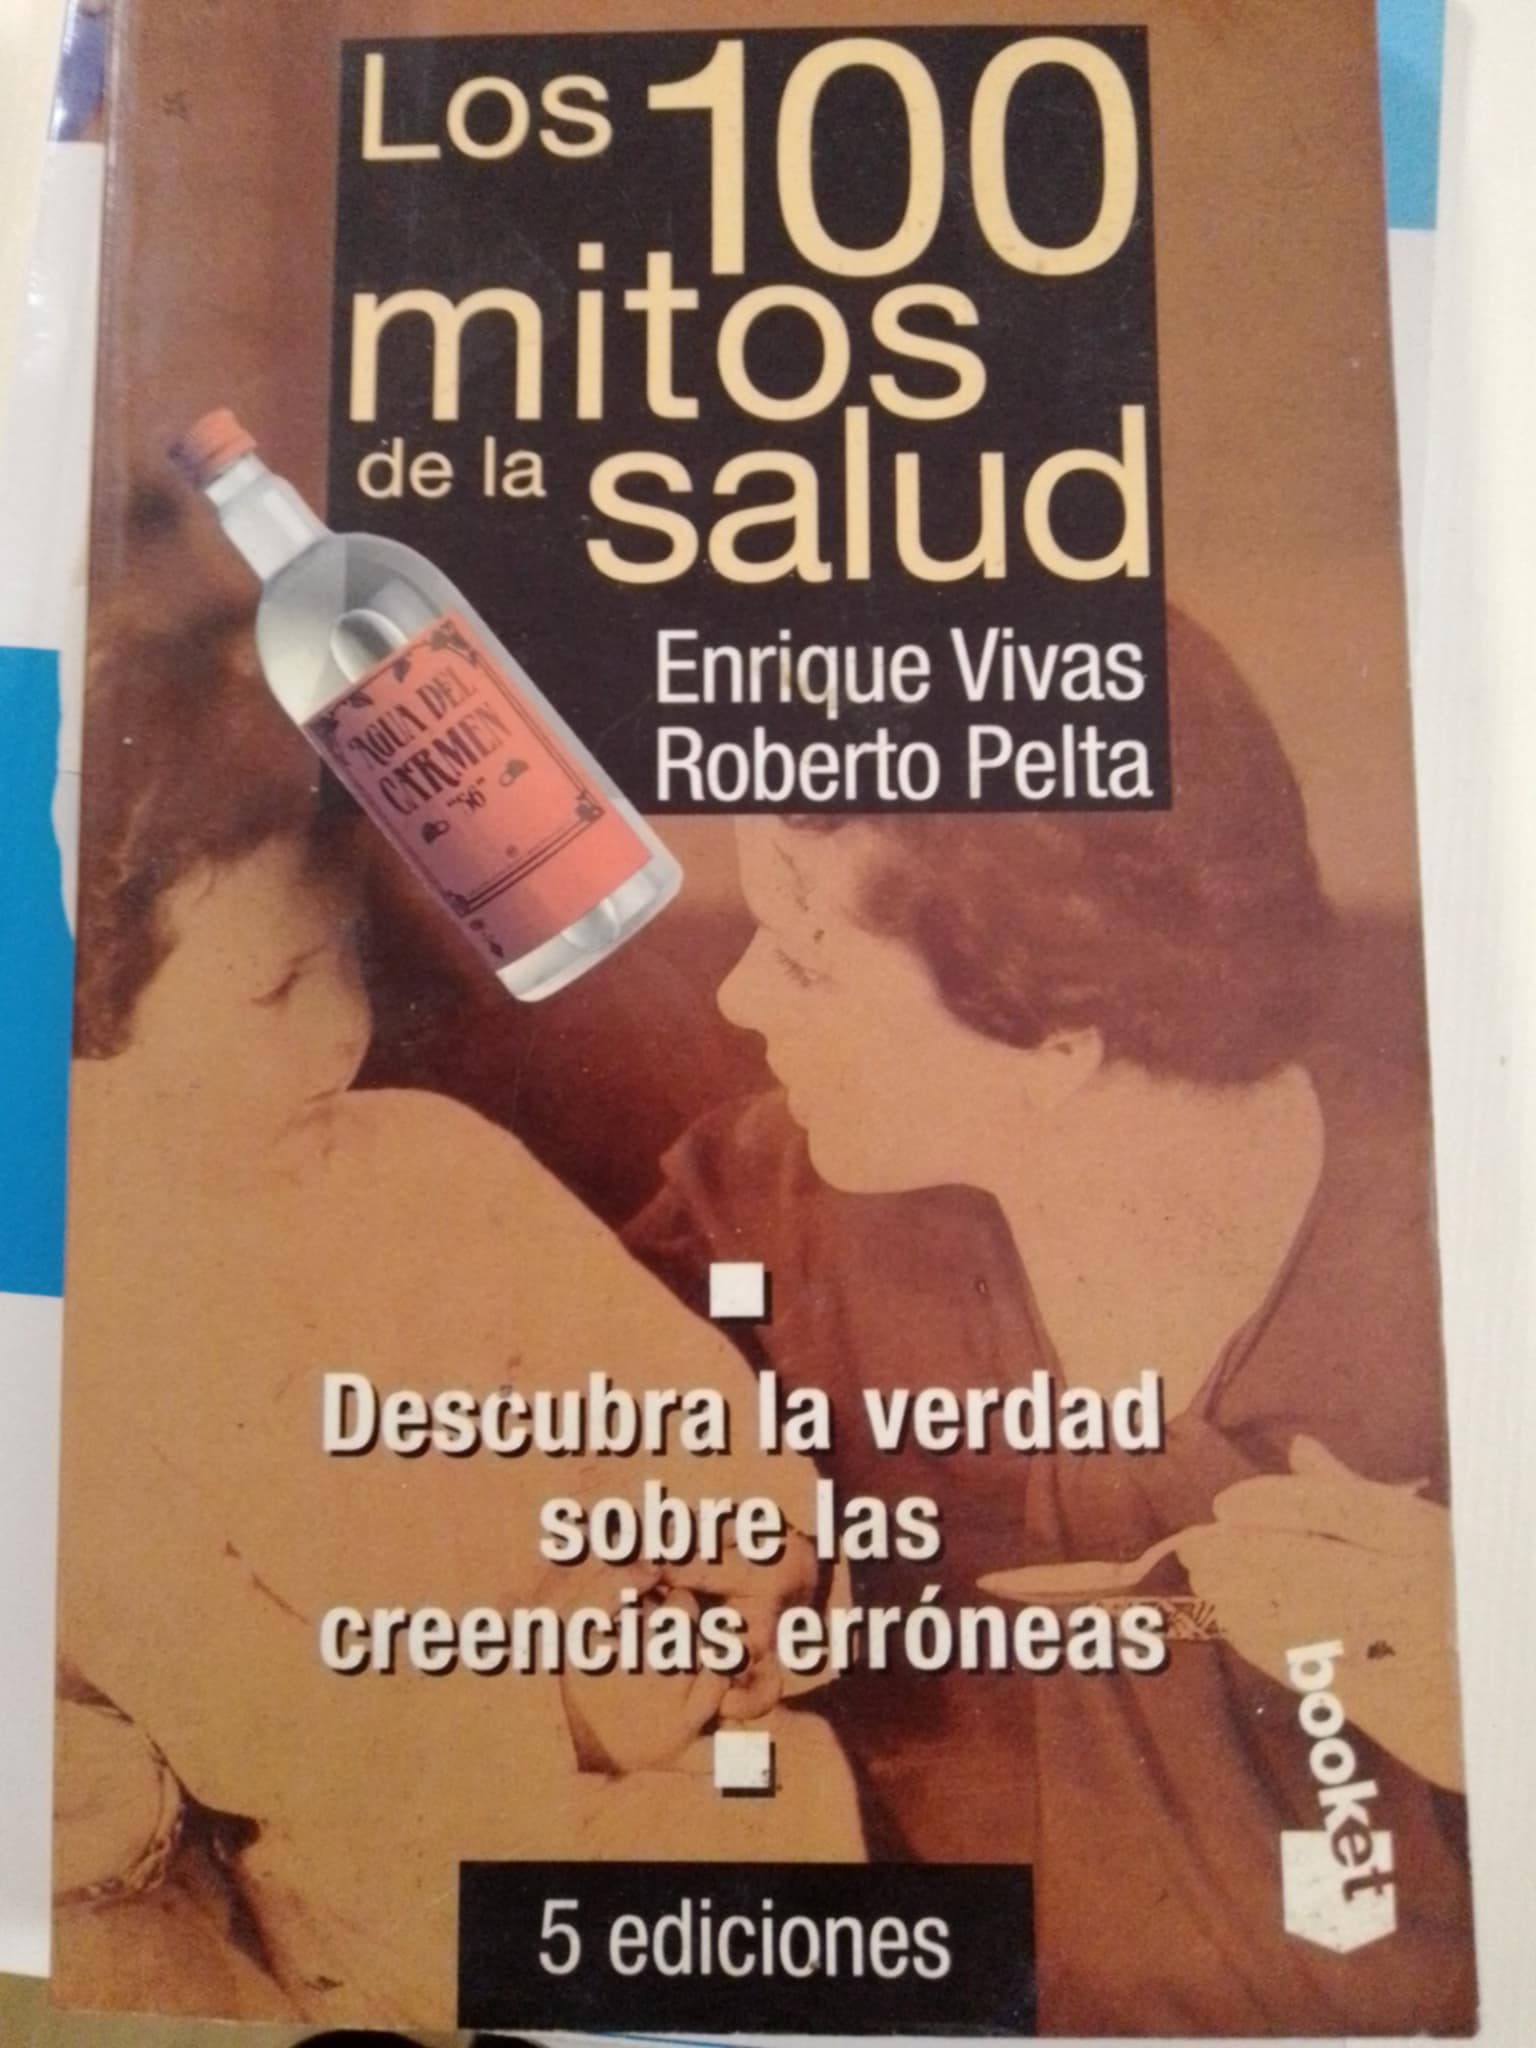 Los 100
mitos
de la salud
Enrique Vivas
Roberto Pelta
AGUA DEL
CARMEN
"56"
Descubra la verdad
sobre las
creencias erróneas
booket
5 ediciones